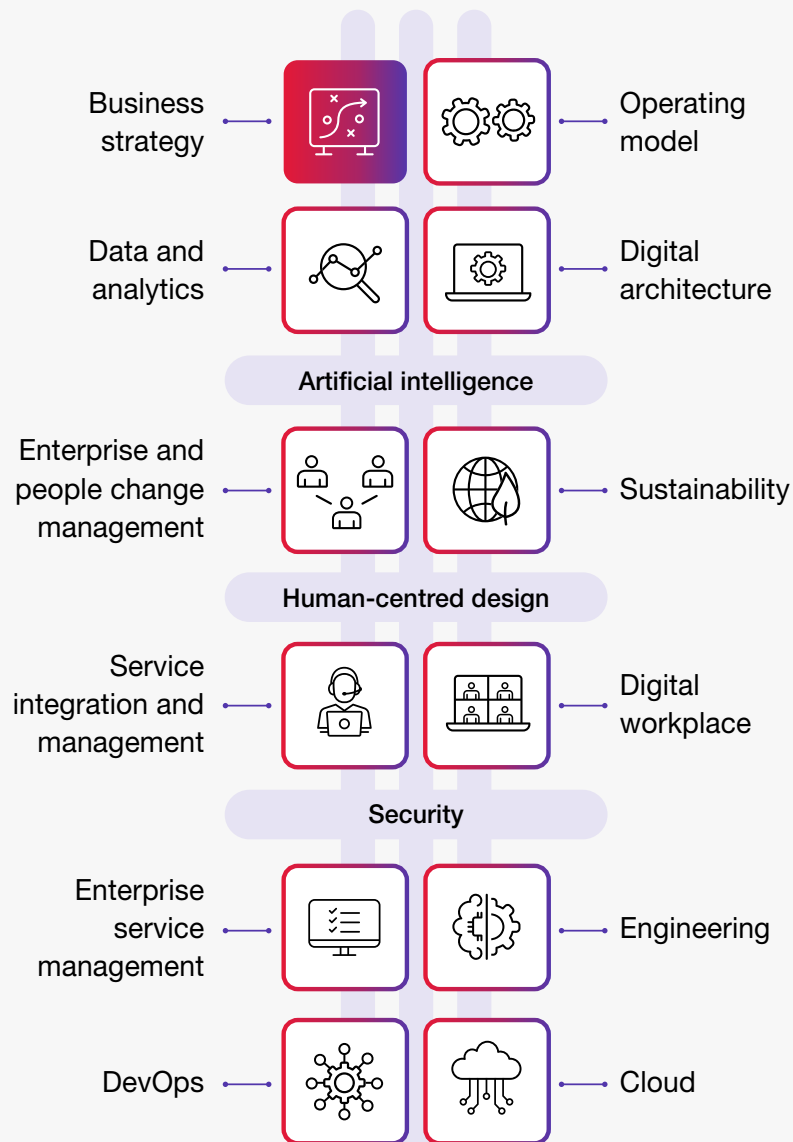 Business
strategy
Operating
model
Data and
analytics
Digital
architecture
Artificial intelligence
Enterprise and
people change
management
Sustainability
Human-centred design
Service
integration and
management
Digital
workplace
Security
Enterprise
service
management
Engineering
DevOps
Cloud